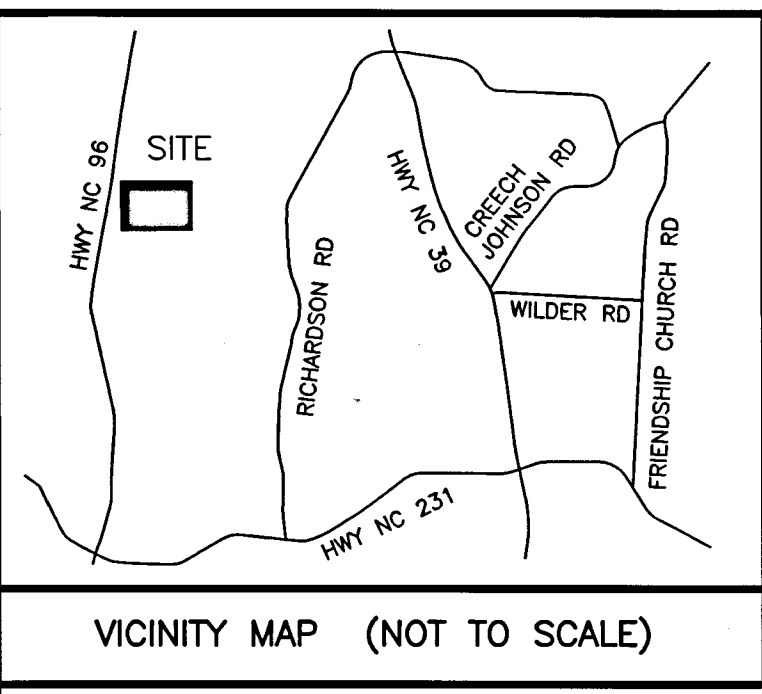 SITE
HWY NC 96
RICHARDSON RD
HWY NC 39
CREECH
JOHNSON RD
WILDER RD
FRIENDSHIP CHURCH RD
HWY NC 231
VICINITY MAP (NOT TO SCALE)